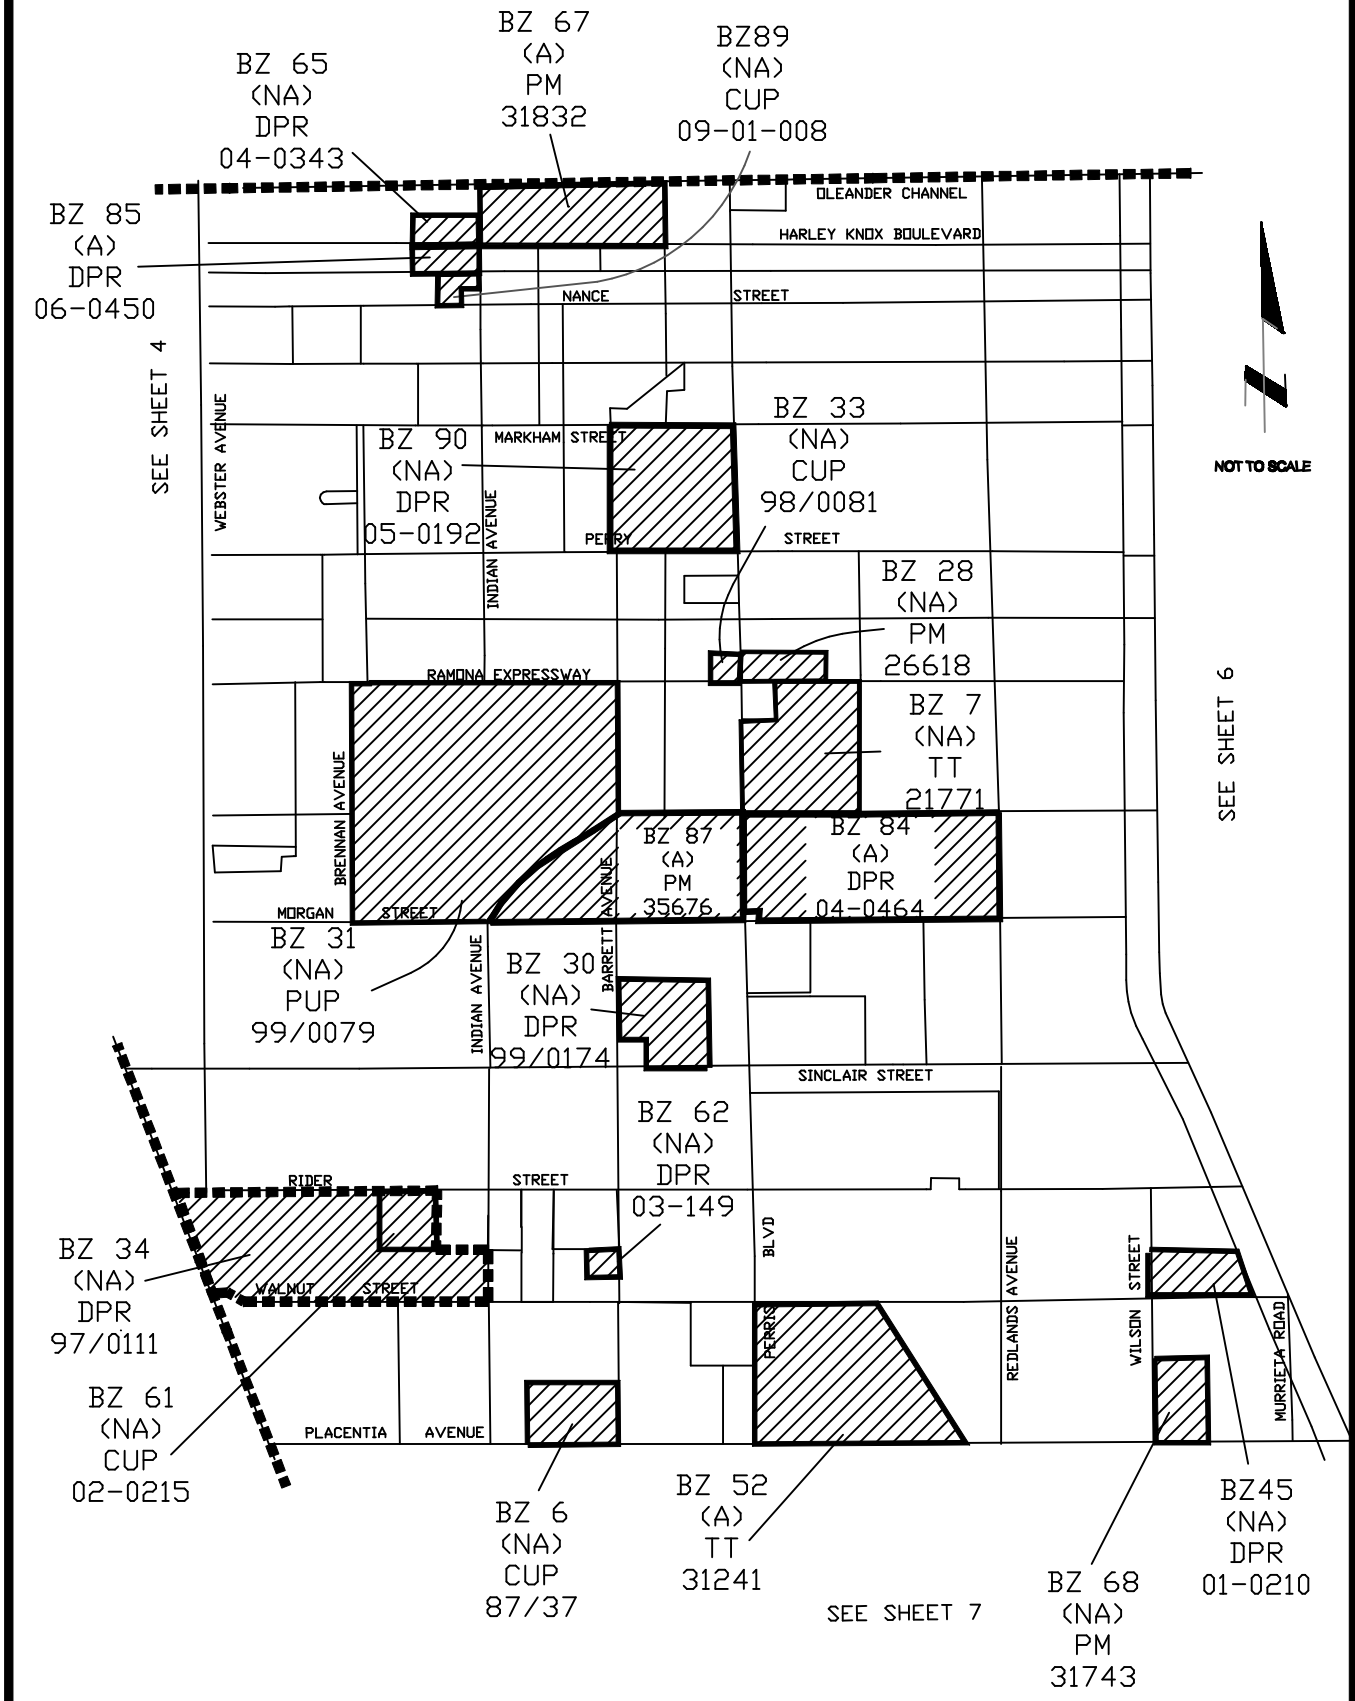 BZ 67
(A)
PM
31832
BZ89
(NA)
CUP
09-01-008
BZ 65
(NA)
DPR
04-0343
OLEANDER CHANNEL
BZ 85
(A)
DPR
06-0450
HARLEY KNOX BOULEVARD
NANCE STREET
SEE SHEET 4
WEBSTER AVENUE
BZ 90
(NA)
DPR
05-0192
MARKHAM STREET
INDIAN AVENUE
BZ 33
(NA)
CUP
98/0081
NOT TO SCALE
PERRY STREET
BZ 28
(NA)
PM
26618
RAMONA EXPRESSWAY
BZ 7
(NA)
TT
21771
SEE SHEET 6
BRENNAN AVENUE
BZ 87
(A)
PM
35676
BZ 84
(A)
DPR
04-0464
MORGAN STREET
BARRETT AVENUE
BZ 31
(NA)
PUP
99/0079
INDIAN AVENUE
BZ 30
(NA)
DPR
99/0174
SINCLAIR STREET
BZ 62
(NA)
DPR
03-149
RIDER STREET
PERRIS BLVD
REDLANDS AVENUE
WILSON STREET
MURRIETA ROAD
BZ 34
(NA)
DPR
97/0111
WALNUT STREET
BZ 61
(NA)
CUP
02-0215
PLACENTIA AVENUE
BZ 6
(NA)
CUP
87/37
BZ 52
(A)
TT
31241
BZ45
(NA)
DPR
01-0210
BZ 68
(NA)
PM
31743
SEE SHEET 7